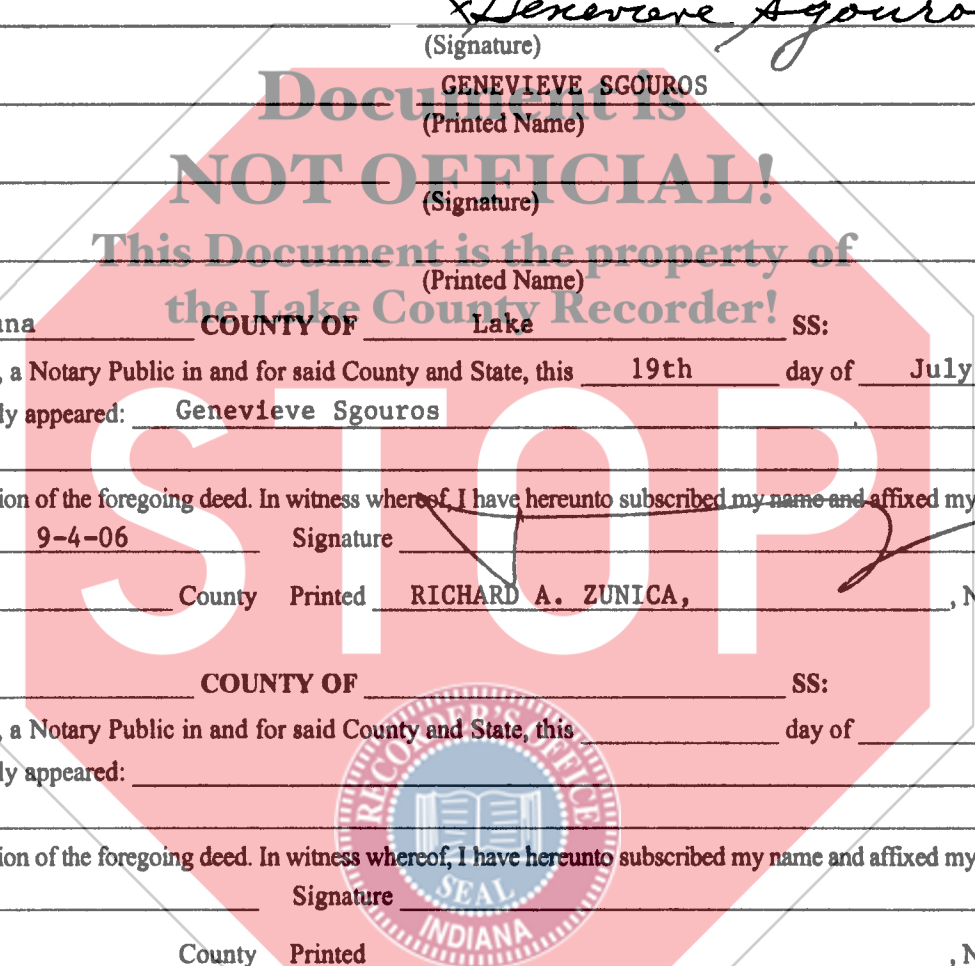 Genevieve Sgouro
(Signature)
GENEVIEVE SGOUROS
(Printed Name)
Document is
NOT OFFICIAL!
(Signature)
This Document is the property of
(Printed Name)
the Lake County Recorder!
na COUNTY OF Lake SS:
, a Notary Public in and for said County and State, this 19th day of July
ly appeared: Genevieve Sgouros
STOP
ion of the foregoing deed. In witness whereof, I have hereunto subscribed my name and affixed my
9-4-06 Signature
County Printed RICHARD A. ZUNICA, , N
COUNTY OF SS:
, a Notary Public in and for said County and State, this day of
ly appeared:
ion of the foregoing deed. In witness whereof, I have hereunto subscribed my name and affixed my
Signature
County Printed , N
RECORDER'S OFFICE
SEAL
INDIANA